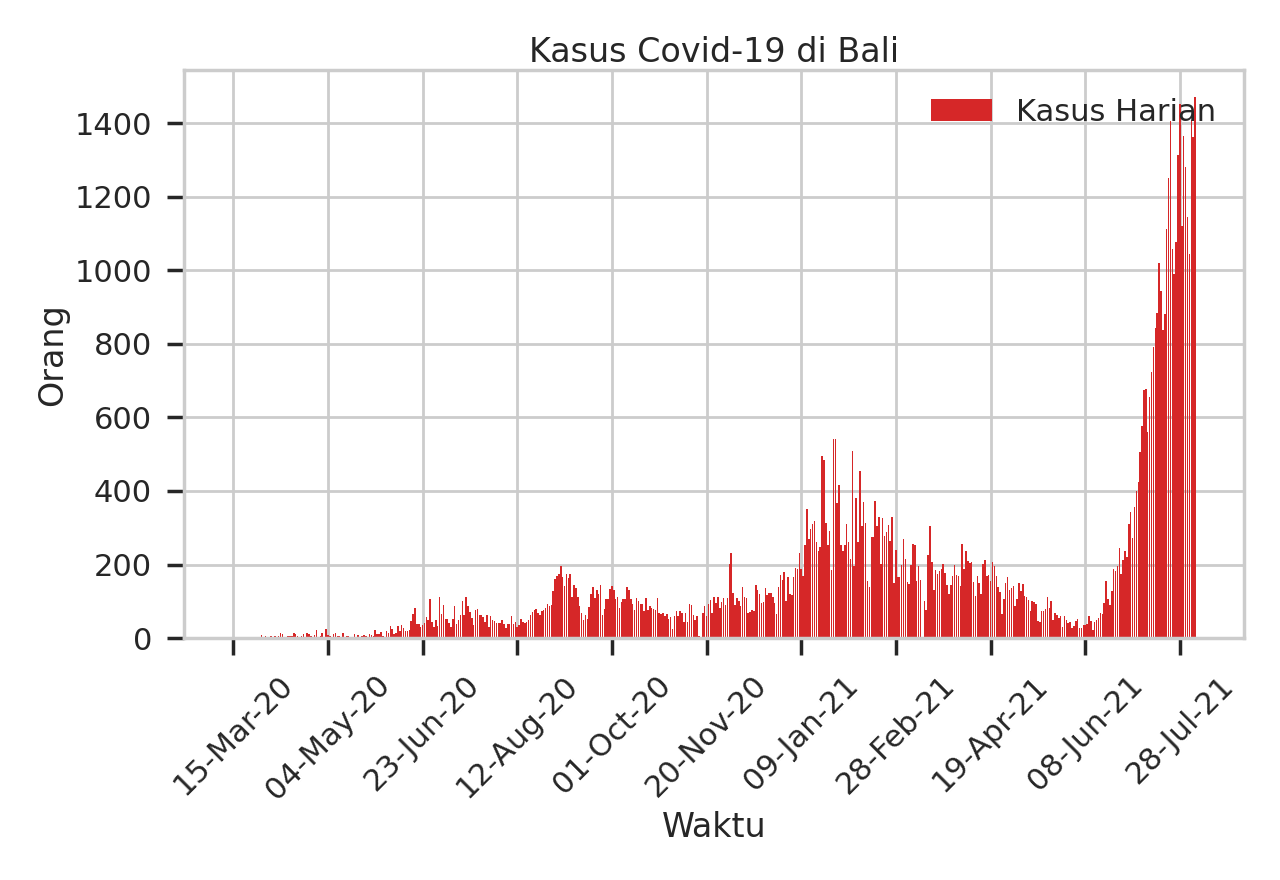 Kasus Covid-19 di Bali
Kasus Harian
Orang
1400
1200
1000
800
600
400
200
0
15-Mar-20
04-May-20
23-Jun-20
12-Aug-20
01-Oct-20
20-Nov-20
09-Jan-21
28-Feb-21
19-Apr-21
08-Jun-21
28-Jul-21
Waktu